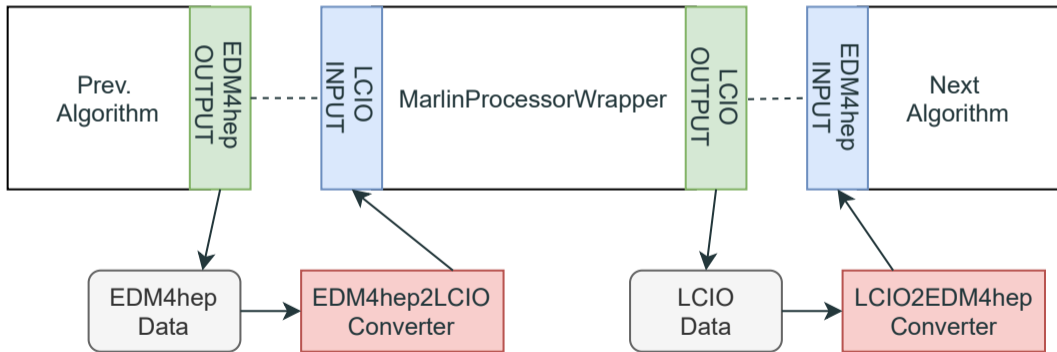 Prev.
Algorithm
EDM4hep
OUTPUT
LCIO
INPUT
MarlinProcessorWrapper
LCIO
OUTPUT
EDM4hep
INPUT
Next
Algorithm
EDM4hep
Data
EDM4hep2LCIO
Converter
LCIO
Data
LCIO2EDM4hep
Converter